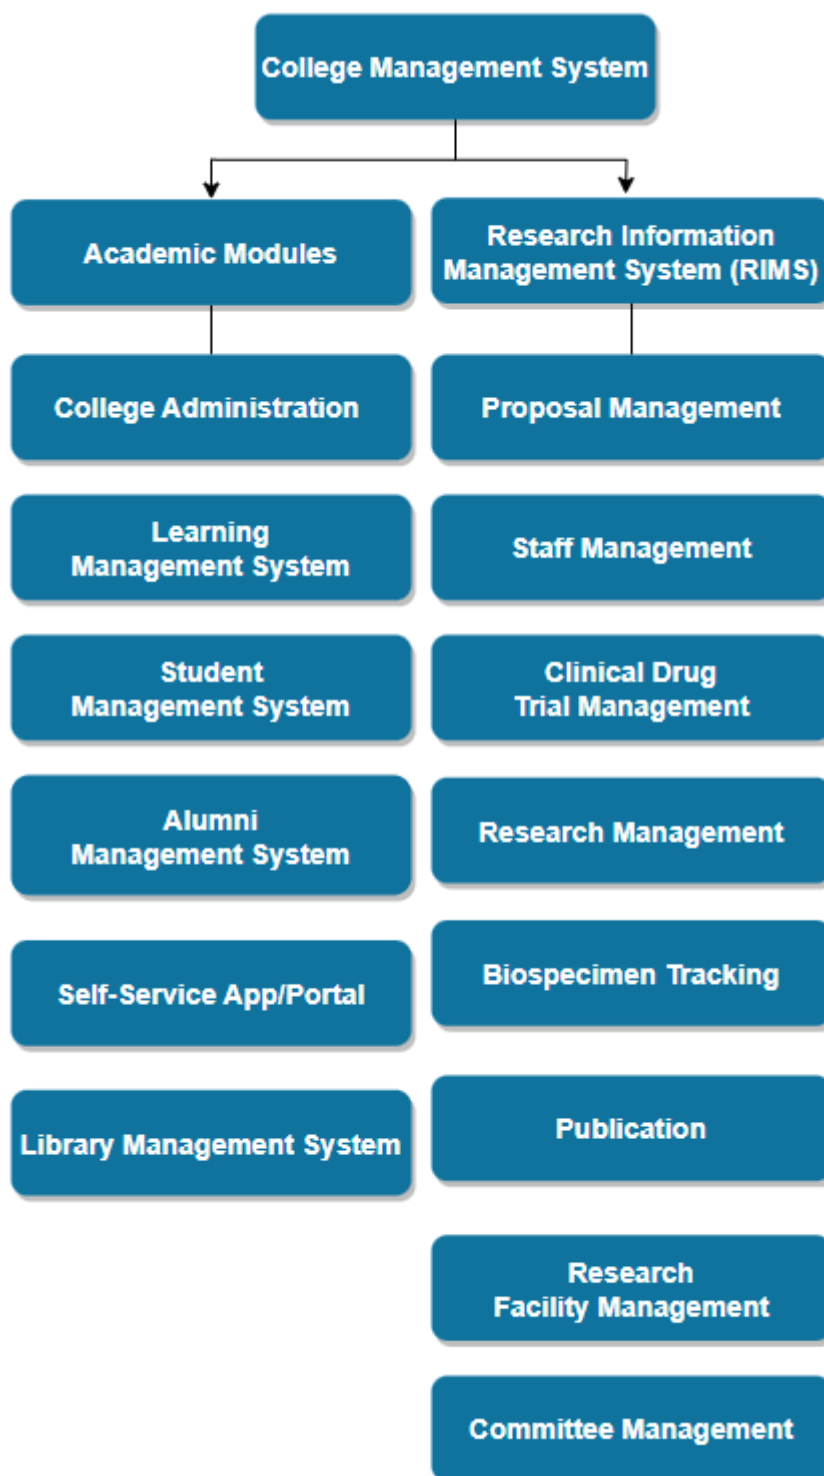 College Management System
Academic Modules
Research Information
Management System (RIMS)
College Administration
Proposal Management
Learning
Management System
Staff Management
Student
Management System
Clinical Drug
Trial Management
Alumni
Management System
Research Management
Self-Service App/Portal
Biospecimen Tracking
Library Management System
Publication
Research
Facility Management
Committee Management